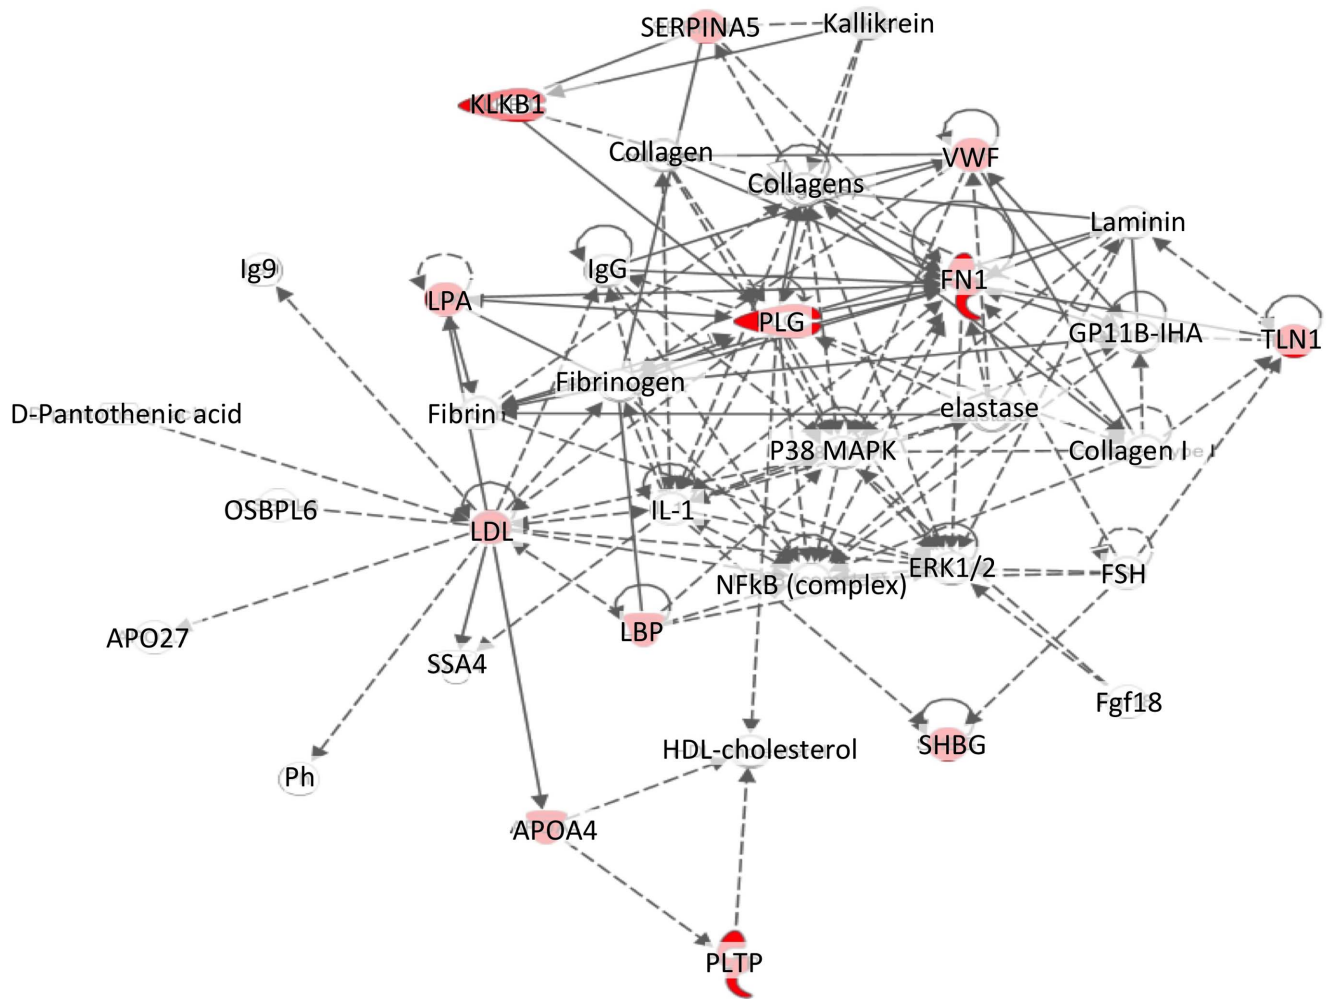 SERPINA5
Kallikrein
KLKB1
Collagen
VWF
Collagens
Laminin
Ig9
IgG
LPA
FN1
PLG
GP11B-IHA
TLN1
Fibrinogen
D-Pantothenic acid
Fibrin
elastase
P38 MAPK
Collagen
OSBPL6
IL-1
LDL
NFkB (complex)
ERK1/2
FSH
APO27
LBP
SSA4
Fgf18
SHBG
HDL-cholesterol
Ph
APOA4
PLTP